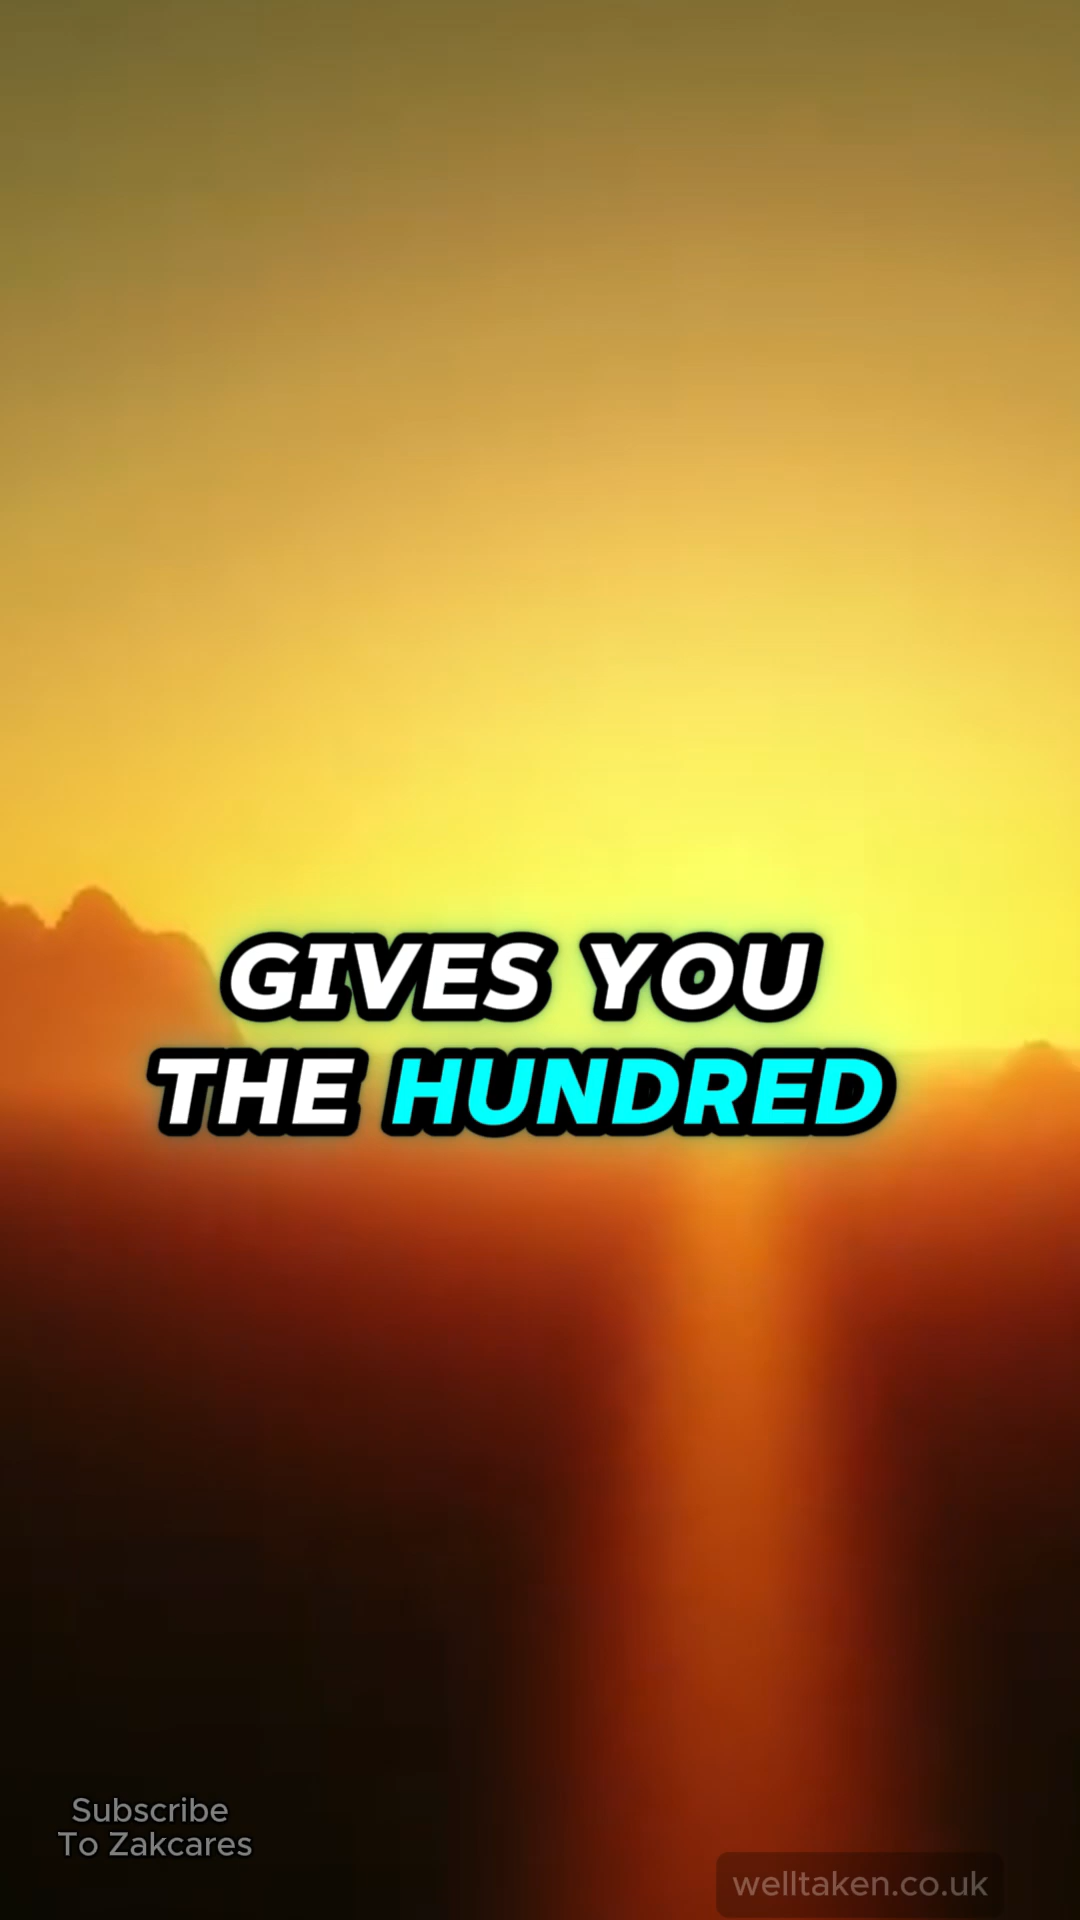 GIVES YOU
THE HUNDRED
Subscribe
To Zakcares
welltaken.co.uk